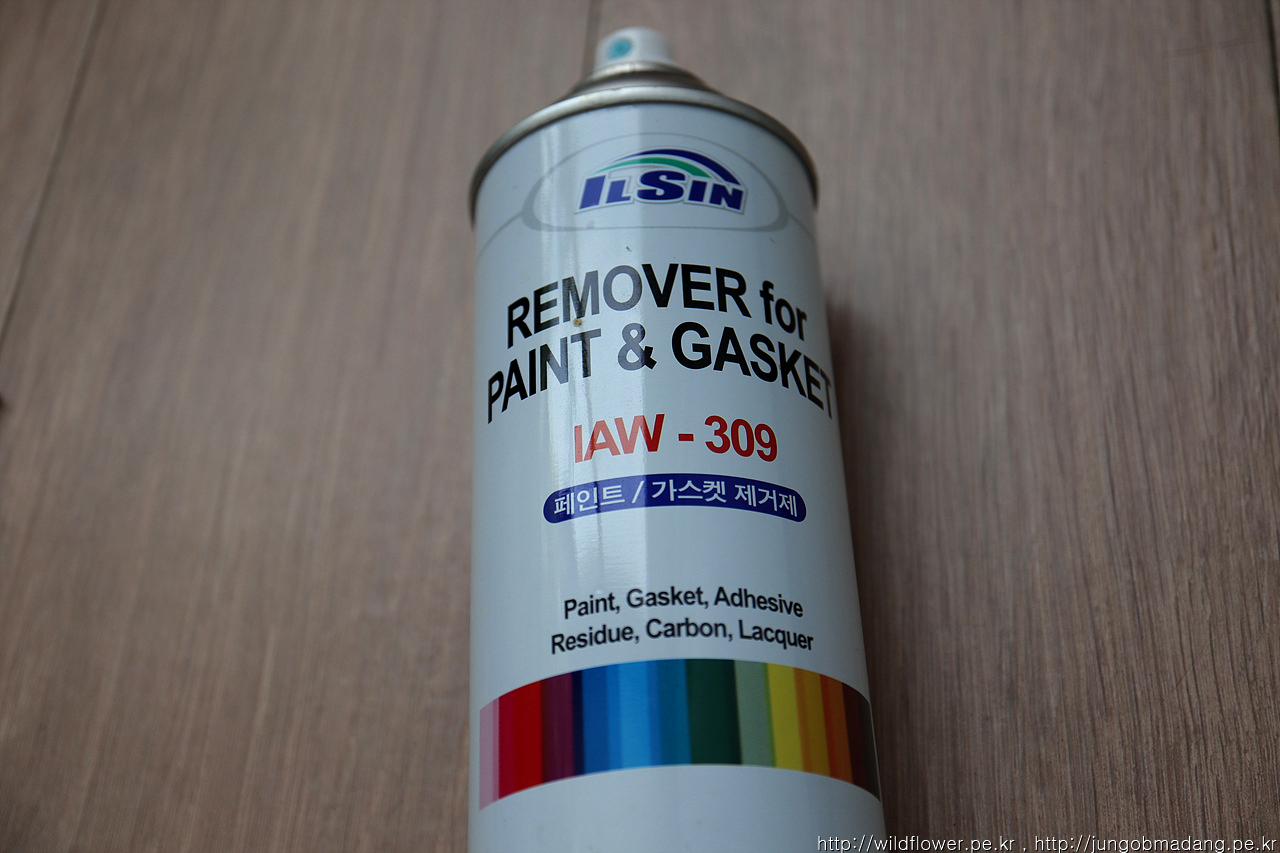 ILSIN
REMOVER for
PAINT & GASKET
IAW - 309
페인트 / 가스켓 제거제
Paint, Gasket, Adhesive
Residue, Carbon, Lacquer
http://wildflower.pe.kr , http://jungobmadang.pe.kr